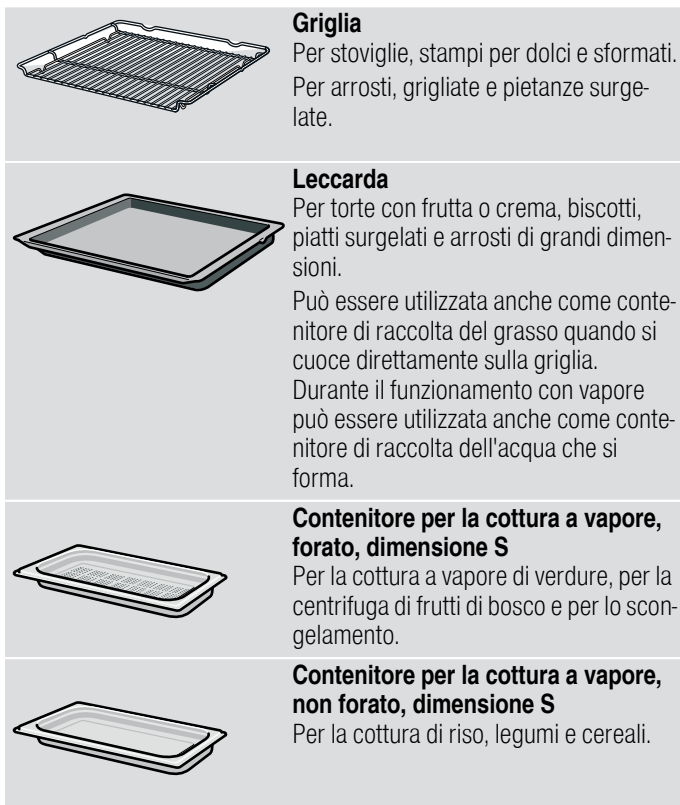 Griglia
Per stoviglie, stampi per dolci e sformati.
Per arrosti, grigliate e pietanze surge-
late.
Leccarda
Per torte con frutta o crema, biscotti,
piatti surgelati e arrosti di grandi dimen-
sioni.
Può essere utilizzata anche come conte-
nitore di raccolta del grasso quando si
cuoce direttamente sulla griglia.
Durante il funzionamento con vapore
può essere utilizzata anche come conte-
nitore di raccolta dell'acqua che si
forma.
Contenitore per la cottura a vapore,
forato, dimensione S
Per la cottura a vapore di verdure, per la
centrifuga di frutti di bosco e per lo scon-
gelamento.
Contenitore per la cottura a vapore,
non forato, dimensione S
Per la cottura di riso, legumi e cereali.